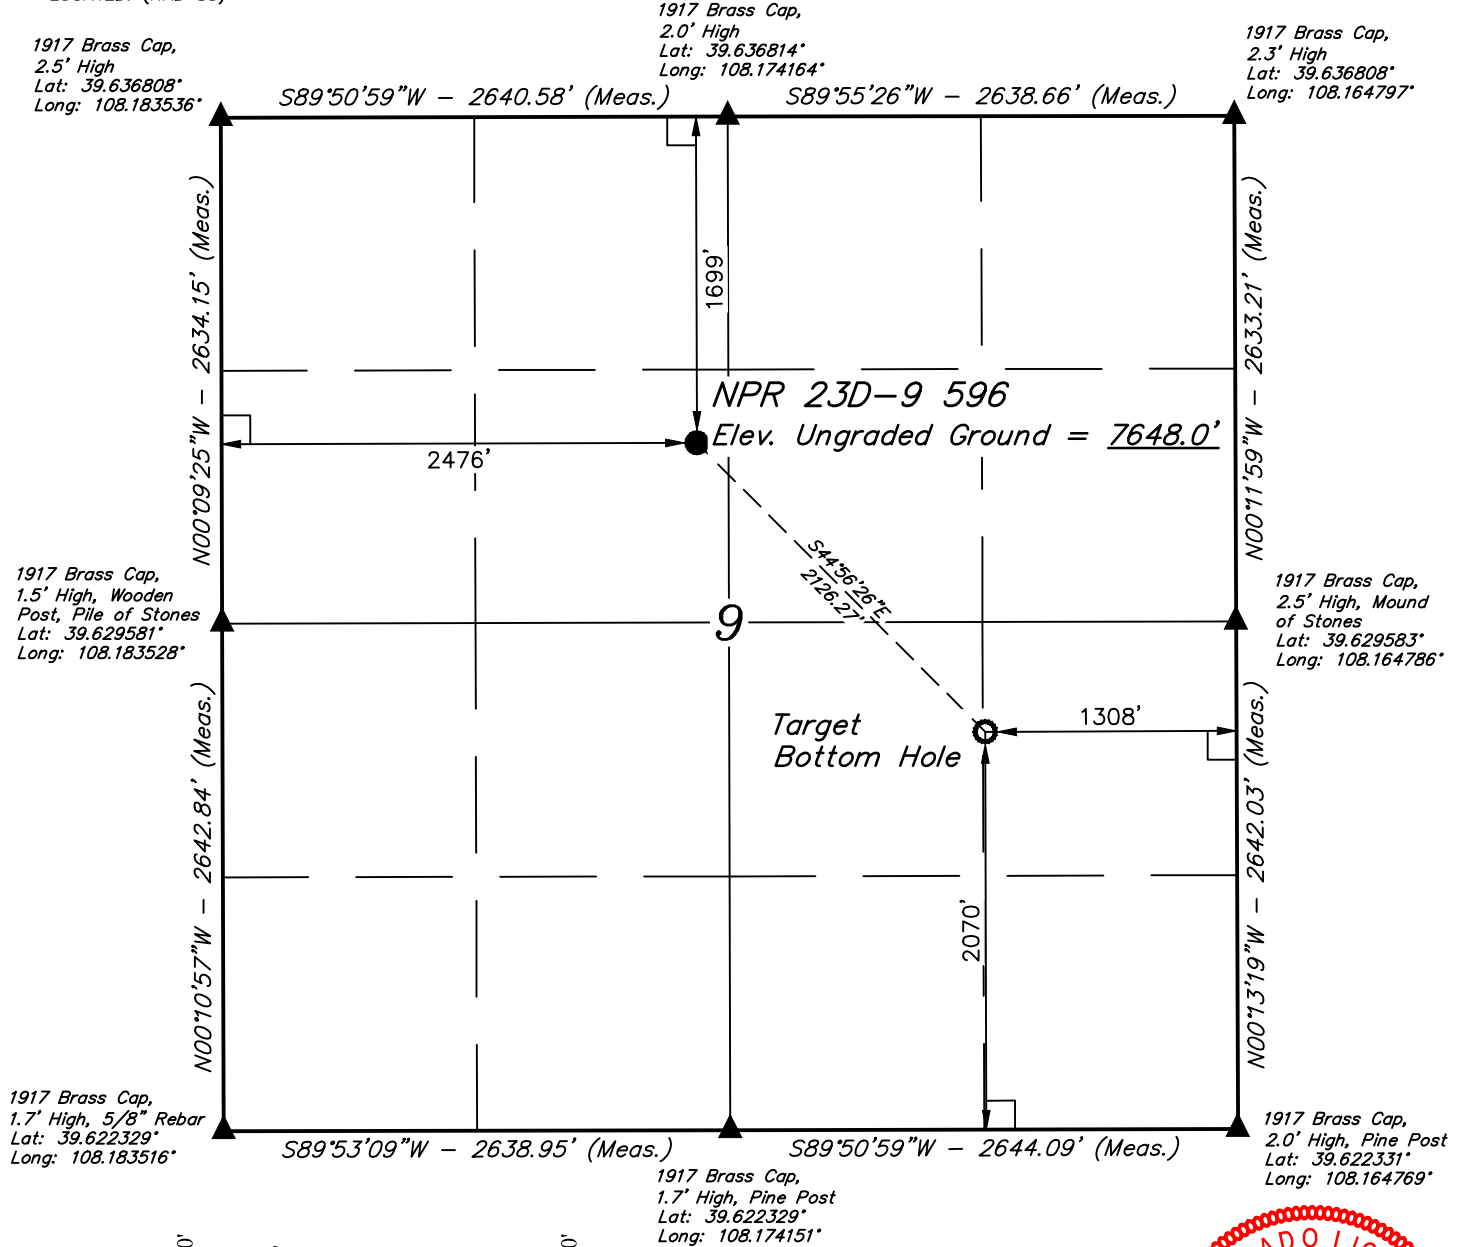 1917 Brass Cap,
2.0' High
Lat: 39.636814°
Long: 108.174164°
1917 Brass Cap,
2.5' High
Lat: 39.636808°
Long: 108.183536°
1917 Brass Cap,
2.3' High
Lat: 39.636808°
Long: 108.164797°
S89°50'59"W - 2640.58' (Meas.)
S89°55'26"W - 2638.66' (Meas.)
N00°09'25"W - 2634.15' (Meas.)
1699'
N00°11'59"W - 2633.21' (Meas.)
NPR 23D-9 596
Elev. Ungraded Ground = 7648.0'
2476'
S44°56'26"E
2126.27'
1917 Brass Cap,
1.5' High, Wooden
Post, Pile of Stones
Lat: 39.629581°
Long: 108.183528°
9
1917 Brass Cap,
2.5' High, Mound
of Stones
Lat: 39.629583°
Long: 108.164786°
Target
Bottom Hole
1308'
N00°10'57"W - 2642.84' (Meas.)
2070'
N00°13'19"W - 2642.03' (Meas.)
1917 Brass Cap,
1.7' High, 5/8" Rebar
Lat: 39.622329°
Long: 108.183516°
S89°53'09"W - 2638.95' (Meas.)
S89°50'59"W - 2644.09' (Meas.)
1917 Brass Cap,
2.0' High, Pine Post
Lat: 39.622331°
Long: 108.164769°
1917 Brass Cap,
1.7' High, Pine Post
Lat: 39.622329°
Long: 108.174151°